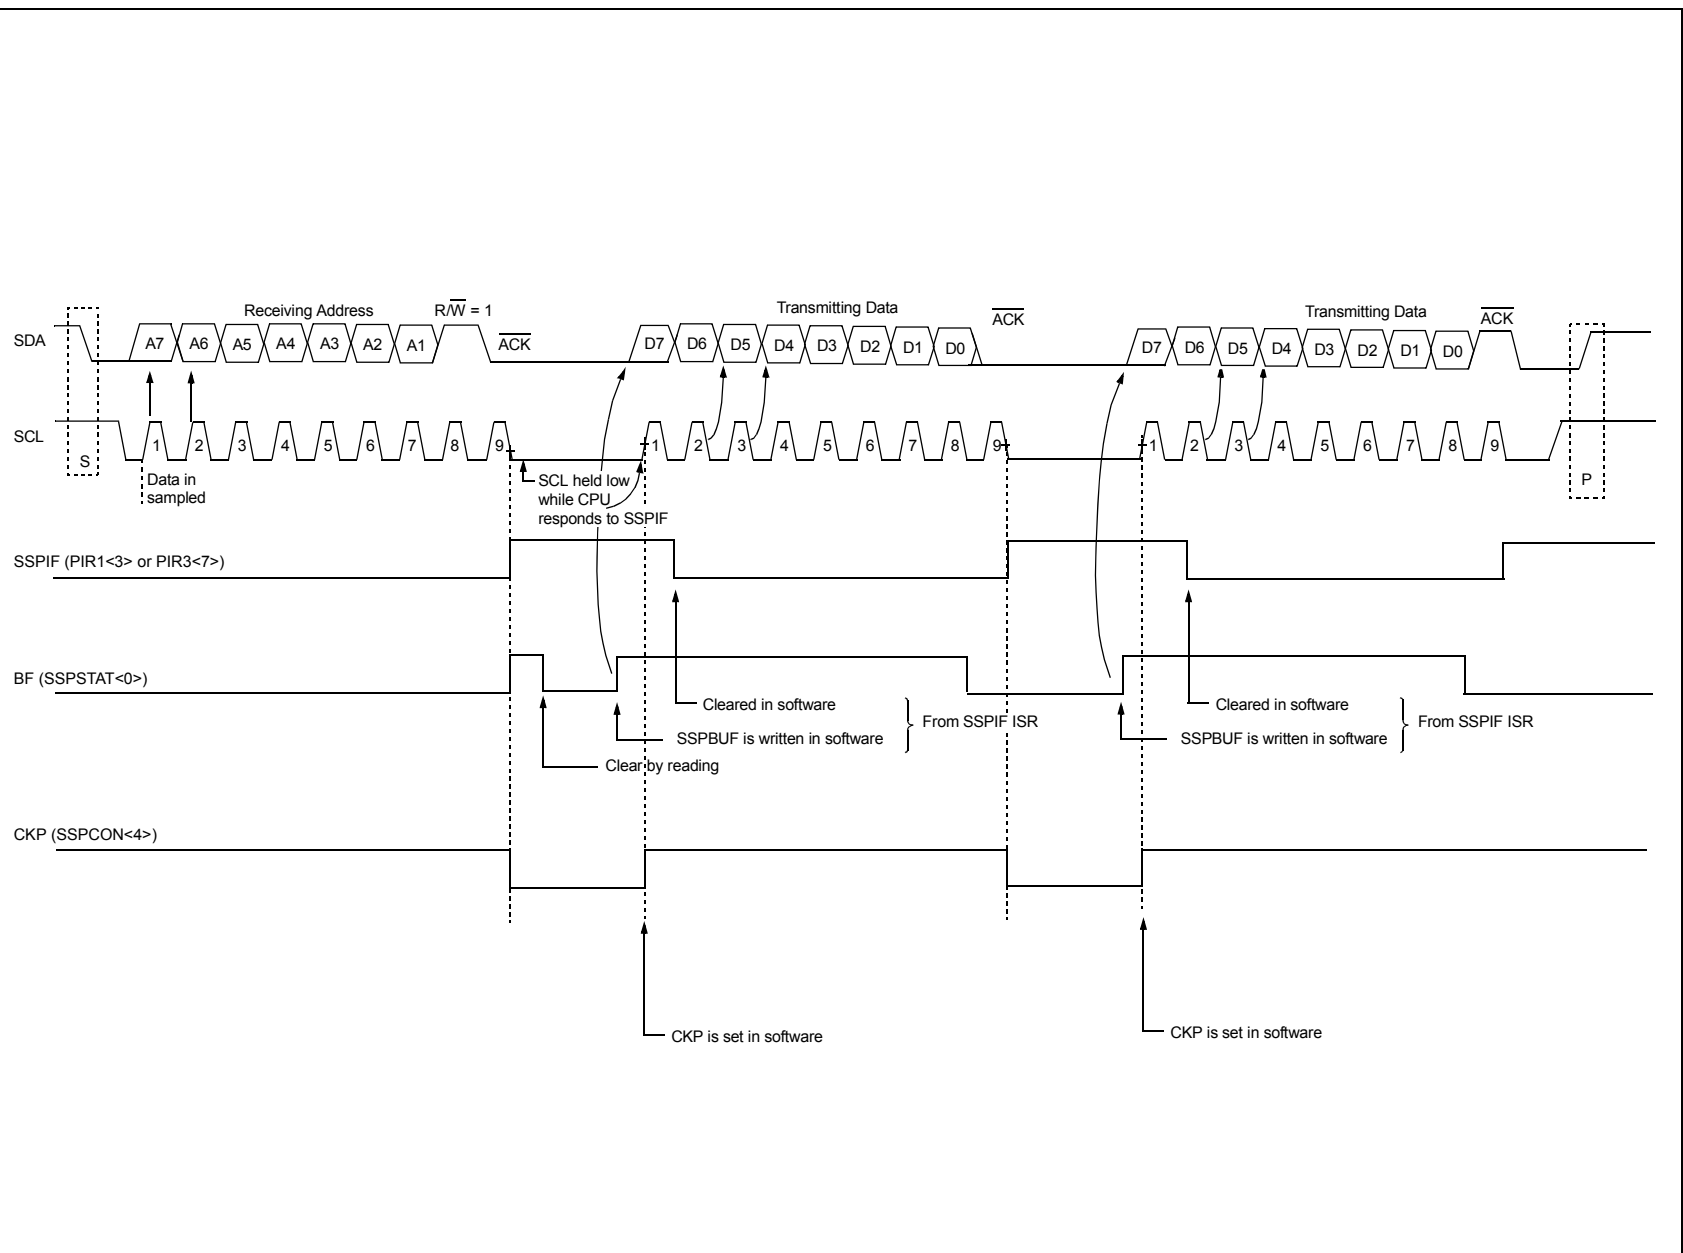 Receiving Address R/W̅ = 1 Transmitting Data A̅C̅K̅ Transmitting Data A̅C̅K̅
SDA A7 A6 A5 A4 A3 A2 A1 A̅C̅K̅ D7 D6 D5 D4 D3 D2 D1 D0 D7 D6 D5 D4 D3 D2 D1 D0
SCL 1 2 3 4 5 6 7 8 9 1 2 3 4 5 6 7 8 9 1 2 3 4 5 6 7 8 9
S
P
Data in
sampled
SCL held low
while CPU
responds to SSPIF
SSPIF (PIR1<3> or PIR3<7>)
BF (SSPSTAT<0>)
Cleared in software
SSPBUF is written in software
From SSPIF ISR
Clear by reading
Cleared in software
SSPBUF is written in software
From SSPIF ISR
CKP (SSPCON<4>)
CKP is set in software
CKP is set in software